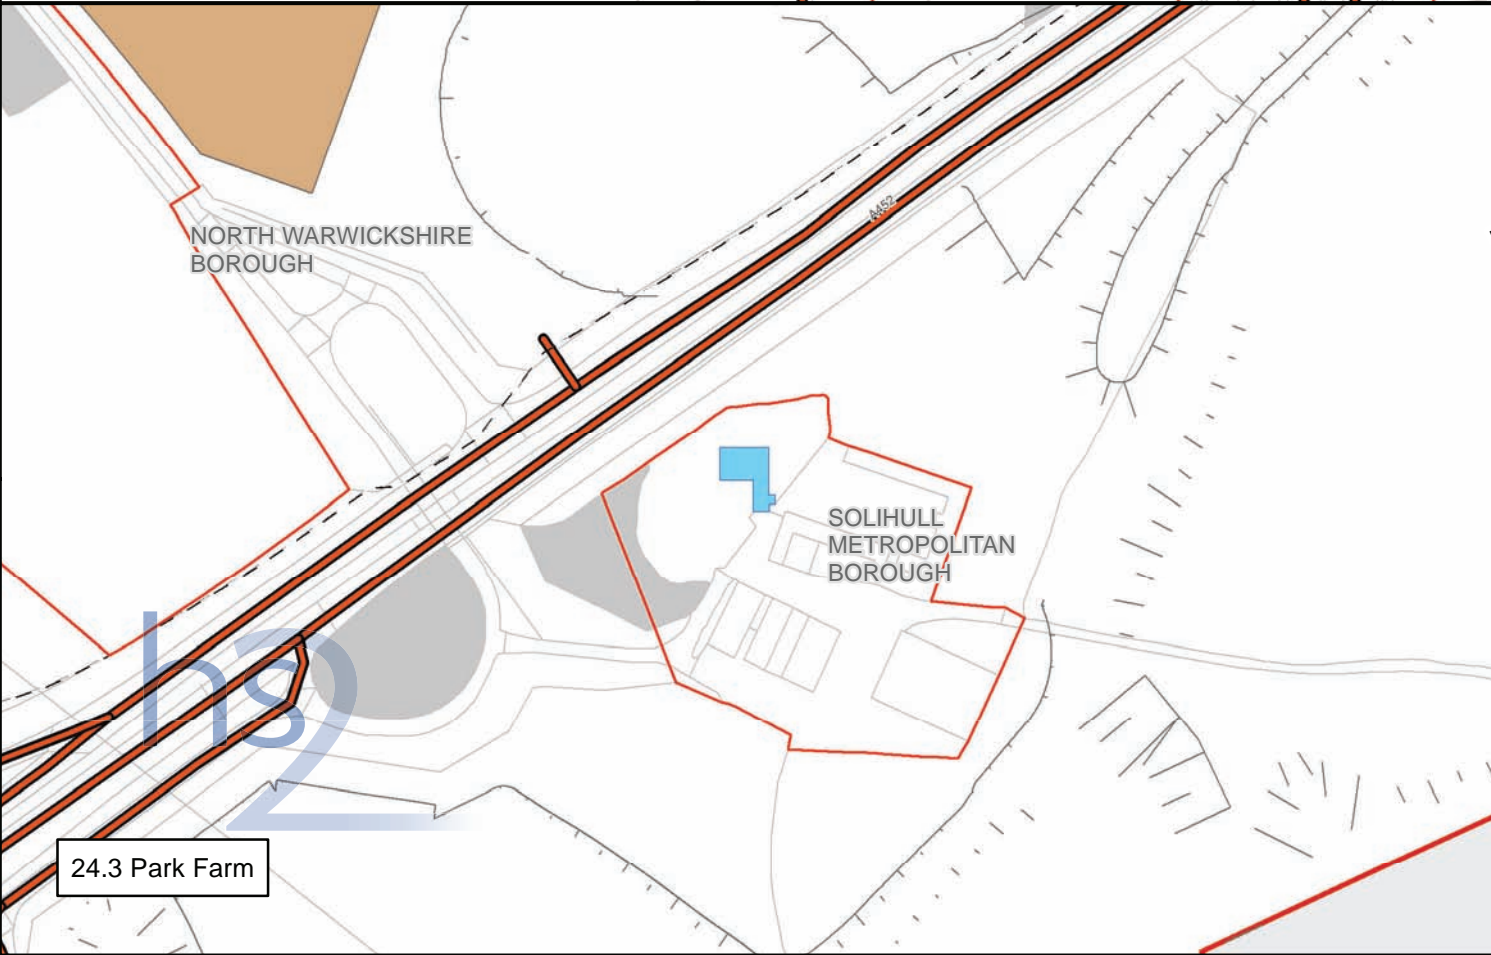 NORTH WARWICKSHIRE
BOROUGH
A452
SOLIHULL
METROPOLITAN
BOROUGH
hs2
24.3 Park Farm